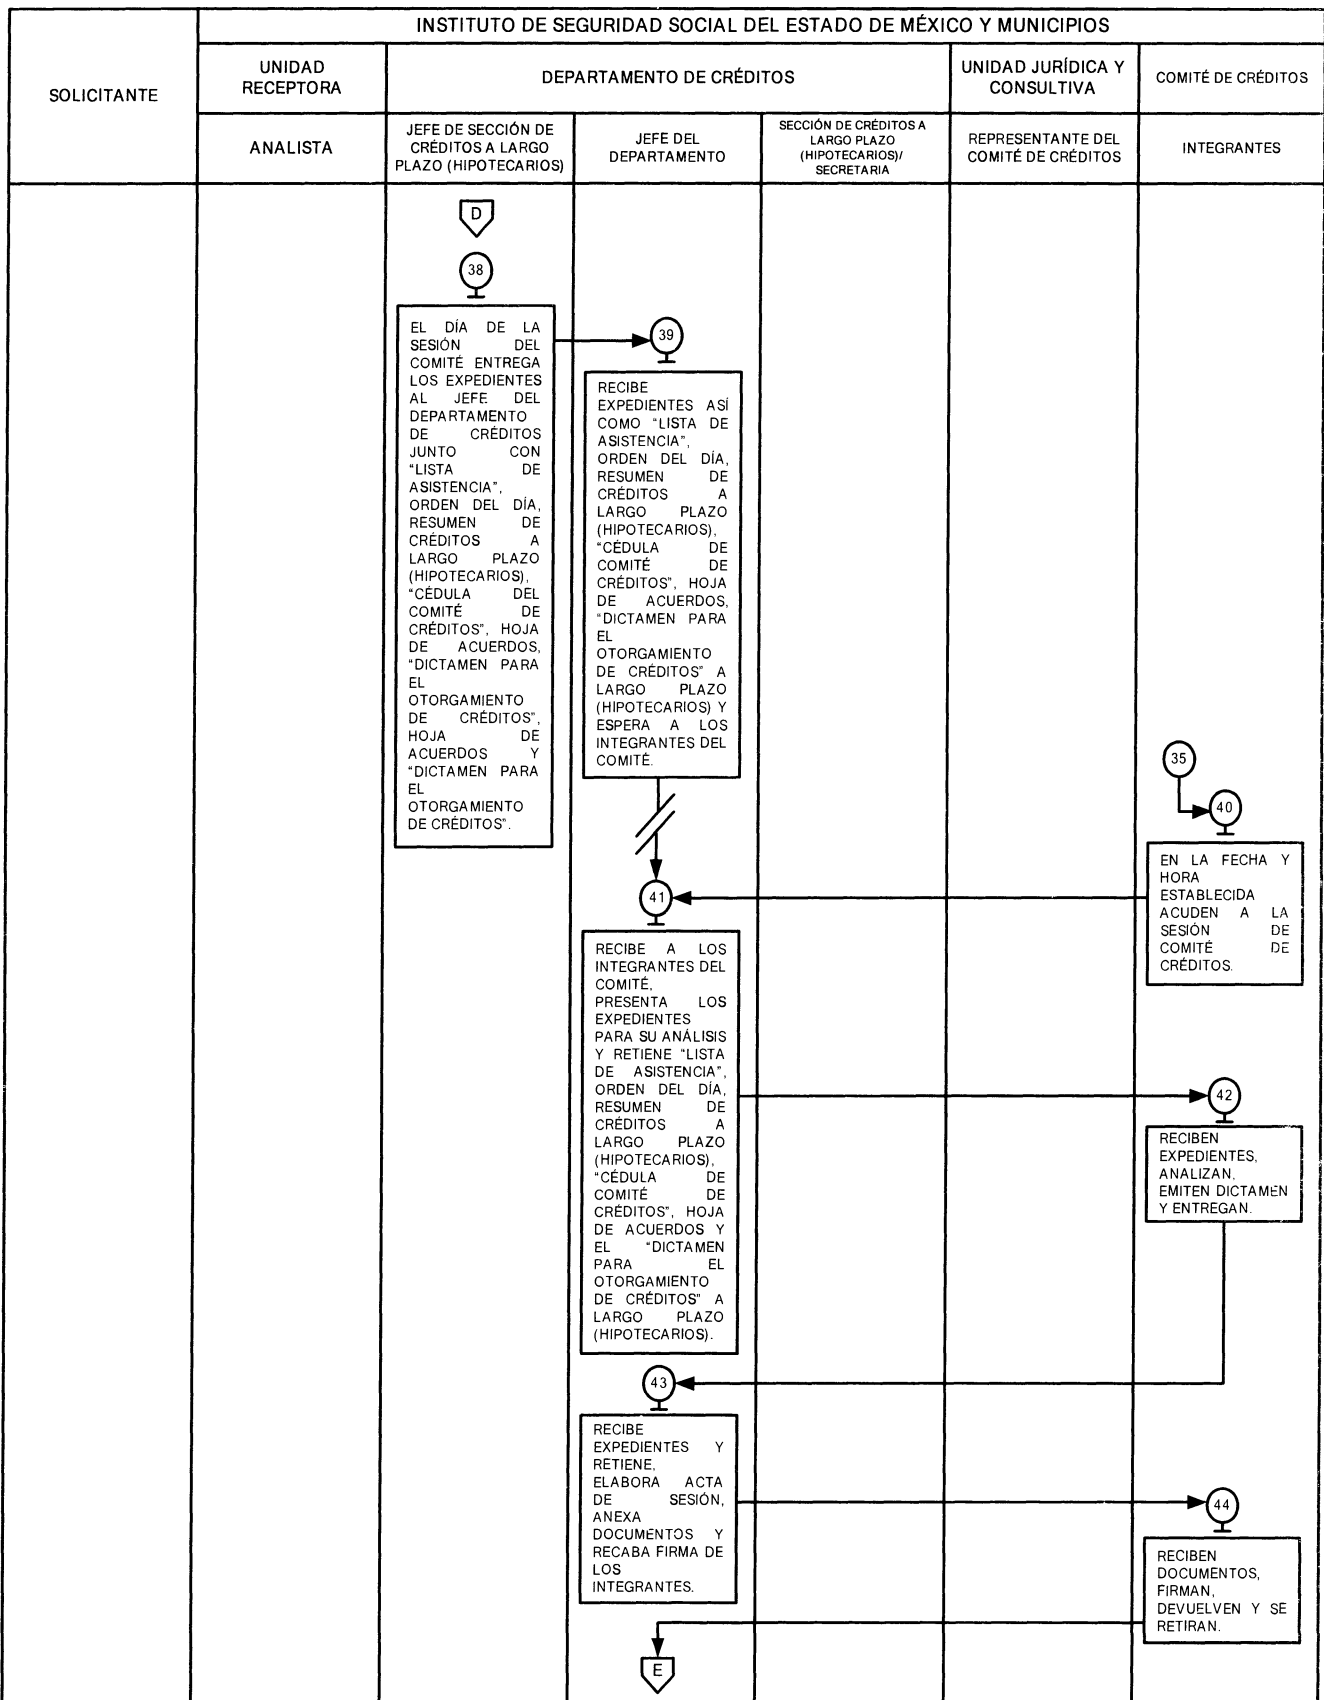 INSTITUTO DE SEGURIDAD SOCIAL DEL ESTADO DE MÉXICO Y MUNICIPIOS
SOLICITANTE
UNIDAD
RECEPTORA
DEPARTAMENTO DE CRÉDITOS
UNIDAD JURÍDICA Y
CONSULTIVA
COMITÉ DE CRÉDITOS
ANALISTA
JEFE DE SECCIÓN DE
CRÉDITOS A LARGO
PLAZO (HIPOTECARIOS)
JEFE DEL
DEPARTAMENTO
SECCIÓN DE CRÉDITOS A
LARGO PLAZO
(HIPOTECARIOS)/
SECRETARIA
REPRESENTANTE DEL
COMITÉ DE CRÉDITOS
INTEGRANTES
D
38
EL DÍA DE LA
SESIÓN DEL
COMITÉ ENTREGA
LOS EXPEDIENTES
AL JEFE DEL
DEPARTAMENTO
DE CRÉDITOS
JUNTO CON
“LISTA DE
ASISTENCIA”,
ORDEN DEL DÍA,
RESUMEN DE
CRÉDITOS A
LARGO PLAZO
(HIPOTECARIOS),
“CÉDULA DEL
COMITÉ DE
CRÉDITOS”, HOJA
DE ACUERDOS,
“DICTAMEN PARA
EL
OTORGAMIENTO
DE CRÉDITOS”,
HOJA DE
ACUERDOS Y
“DICTAMEN PARA
EL
OTORGAMIENTO
DE CRÉDITOS”.
39
RECIBE
EXPEDIENTES ASÍ
COMO “LISTA DE
ASISTENCIA”,
ORDEN DEL DÍA,
RESUMEN DE
CRÉDITOS A
LARGO PLAZO
(HIPOTECARIOS),
“CÉDULA DE
COMITÉ DE
CRÉDITOS”, HOJA
DE ACUERDOS,
“DICTAMEN PARA
EL
OTORGAMIENTO
DE CRÉDITOS” A
LARGO PLAZO
(HIPOTECARIOS) Y
ESPERA A LOS
INTEGRANTES DEL
COMITÉ.
35
40
EN LA FECHA Y
HORA
ESTABLECIDA
ACUDEN A LA
SESIÓN DE
COMITÉ DE
CRÉDITOS.
41
RECIBE A LOS
INTEGRANTES DEL
COMITÉ,
PRESENTA LOS
EXPEDIENTES
PARA SU ANÁLISIS
Y RETIENE “LISTA
DE ASISTENCIA”,
ORDEN DEL DÍA,
RESUMEN DE
CRÉDITOS A
LARGO PLAZO
(HIPOTECARIOS),
“CÉDULA DE
COMITÉ DE
CRÉDITOS”, HOJA
DE ACUERDOS Y
EL “DICTAMEN
PARA EL
OTORGAMIENTO
DE CRÉDITOS” A
LARGO PLAZO
(HIPOTECARIOS).
42
RECIBEN
EXPEDIENTES,
ANALIZAN,
EMITEN DICTAMEN
Y ENTREGAN.
43
RECIBE
EXPEDIENTES Y
RETIENE,
ELABORA ACTA
DE SESIÓN,
ANEXA
DOCUMENTOS Y
RECABA FIRMA DE
LOS
INTEGRANTES.
44
RECIBEN
DOCUMENTOS,
FIRMAN,
DEVUELVEN Y SE
RETIRAN.
E